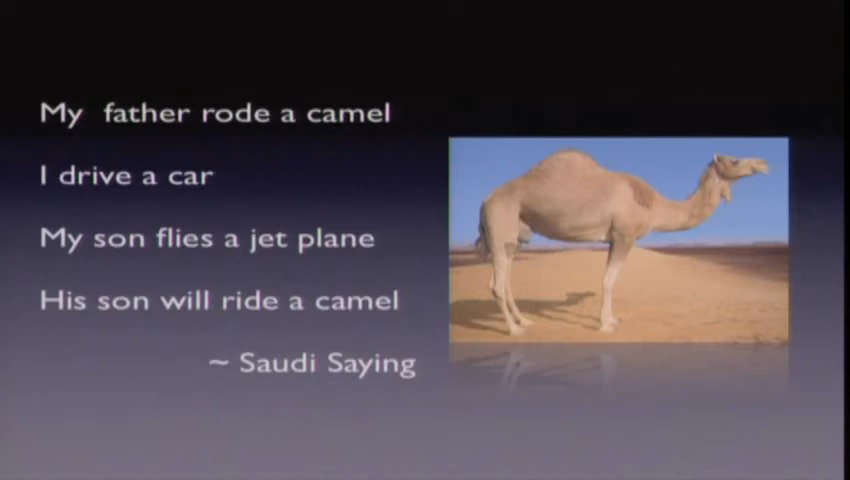 My father rode a camel
I drive a car
My son flies a jet plane
His son will ride a camel
~ Saudi Saying